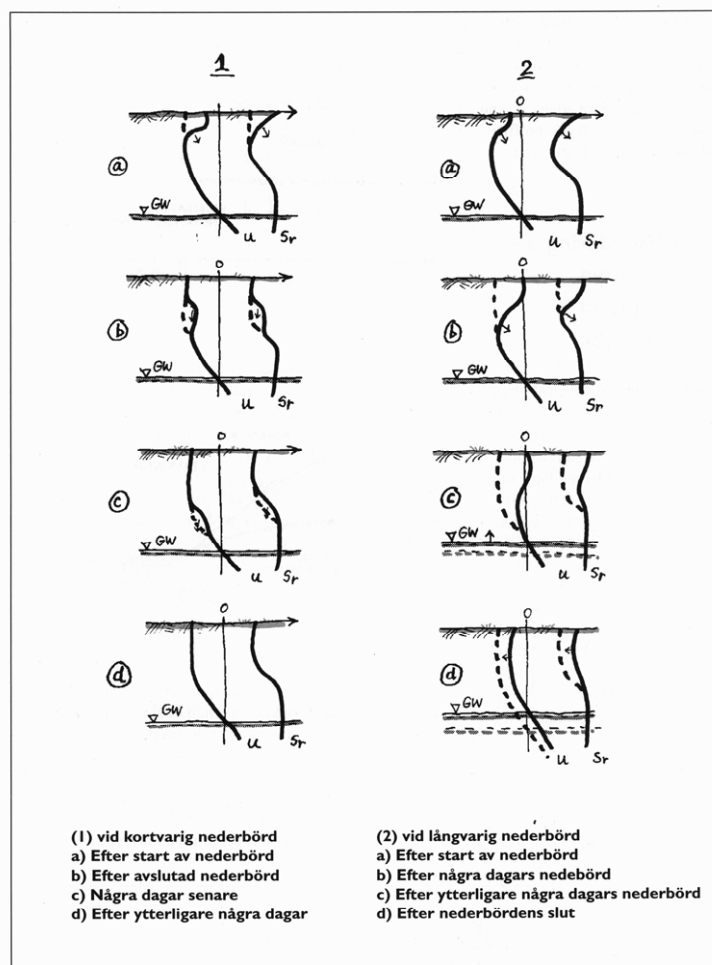 1
2
0
a
GW
u Sr
a
GW
u Sr
0
b
GW
u Sr
0
b
GW
u Sr
0
c
GW
u Sr
0
c
GW
u Sr
0
d
GW
u Sr
0
d
GW
u Sr
(1) vid kortvarig nederbörd
a) Efter start av nederbörd
b) Efter avslutad nederbörd
c) Några dagar senare
d) Efter ytterligare några dagar
(2) vid långvarig nederbörd
a) Efter start av nederbörd
b) Efter några dagars nedebörd
c) Efter ytterligare några dagars nederbörd
d) Efter nederbördens slut